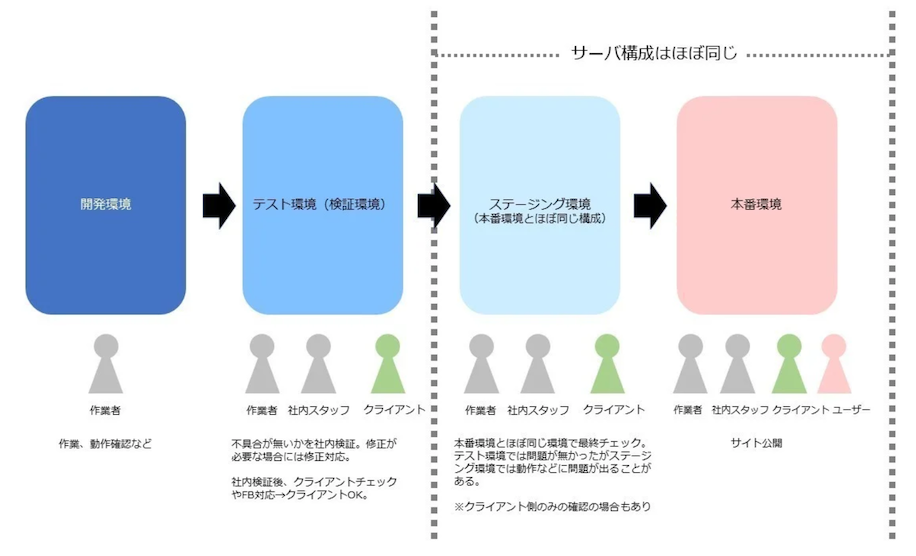 サーバ構成はほぼ同じ
開発環境
テスト環境（検証環境）
ステージング環境
（本番環境とほぼ同じ構成）
本番環境
作業者
作業者 社内スタッフ クライアント
作業者 社内スタッフ クライアント
作業者 社内スタッフ クライアント ユーザー
作業、動作確認など
不具合が無いかを社内検証。修正が
必要な場合には修正対応。
社内検証後、クライアントチェック
やFB対応→クライアントOK。
本番環境とほぼ同じ環境で最終チェック。
テスト環境では問題が無かったがステージ
ング環境では動作などに問題が出ることが
ある。
※クライアント側のみの確認の場合もあり
サイト公開